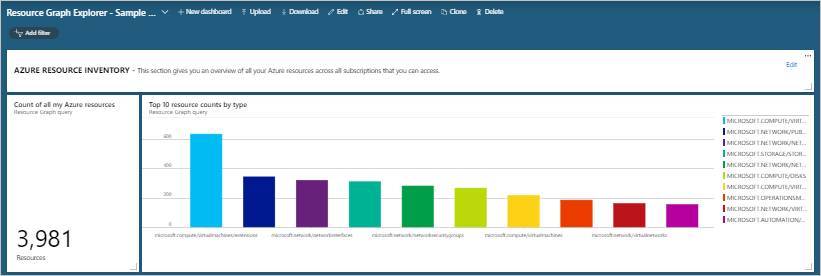 Resource Graph Explorer - Sample ...
New dashboard
Upload
Download
Edit
Share
Full screen
Clone
Delete
Add filter
AZURE RESOURCE INVENTORY - This section gives you an overview of all your Azure resources across all subscriptions that you can access.
Edit
Count of all my Azure resources
Resource Graph query
3,981
Resources
Top 10 resource counts by type
Resource Graph query
600
400
200
0
microsoft.compute/virtualmachines/extensions
microsoft.network/networkinterfaces
microsoft.network/networksecuritygroups
microsoft.compute/virtualmachines
microsoft.network/virtualnetworks
MICROSOFT.COMPUTE/VIRT...
MICROSOFT.NETWORK/PUB...
MICROSOFT.NETWORK/NET...
MICROSOFT.STORAGE/STOR...
MICROSOFT.NETWORK/NET...
MICROSOFT.COMPUTE/DISKS
MICROSOFT.COMPUTE/VIRT...
MICROSOFT.OPERATIONSM...
MICROSOFT.NETWORK/VIRT...
MICROSOFT.AUTOMATION/...